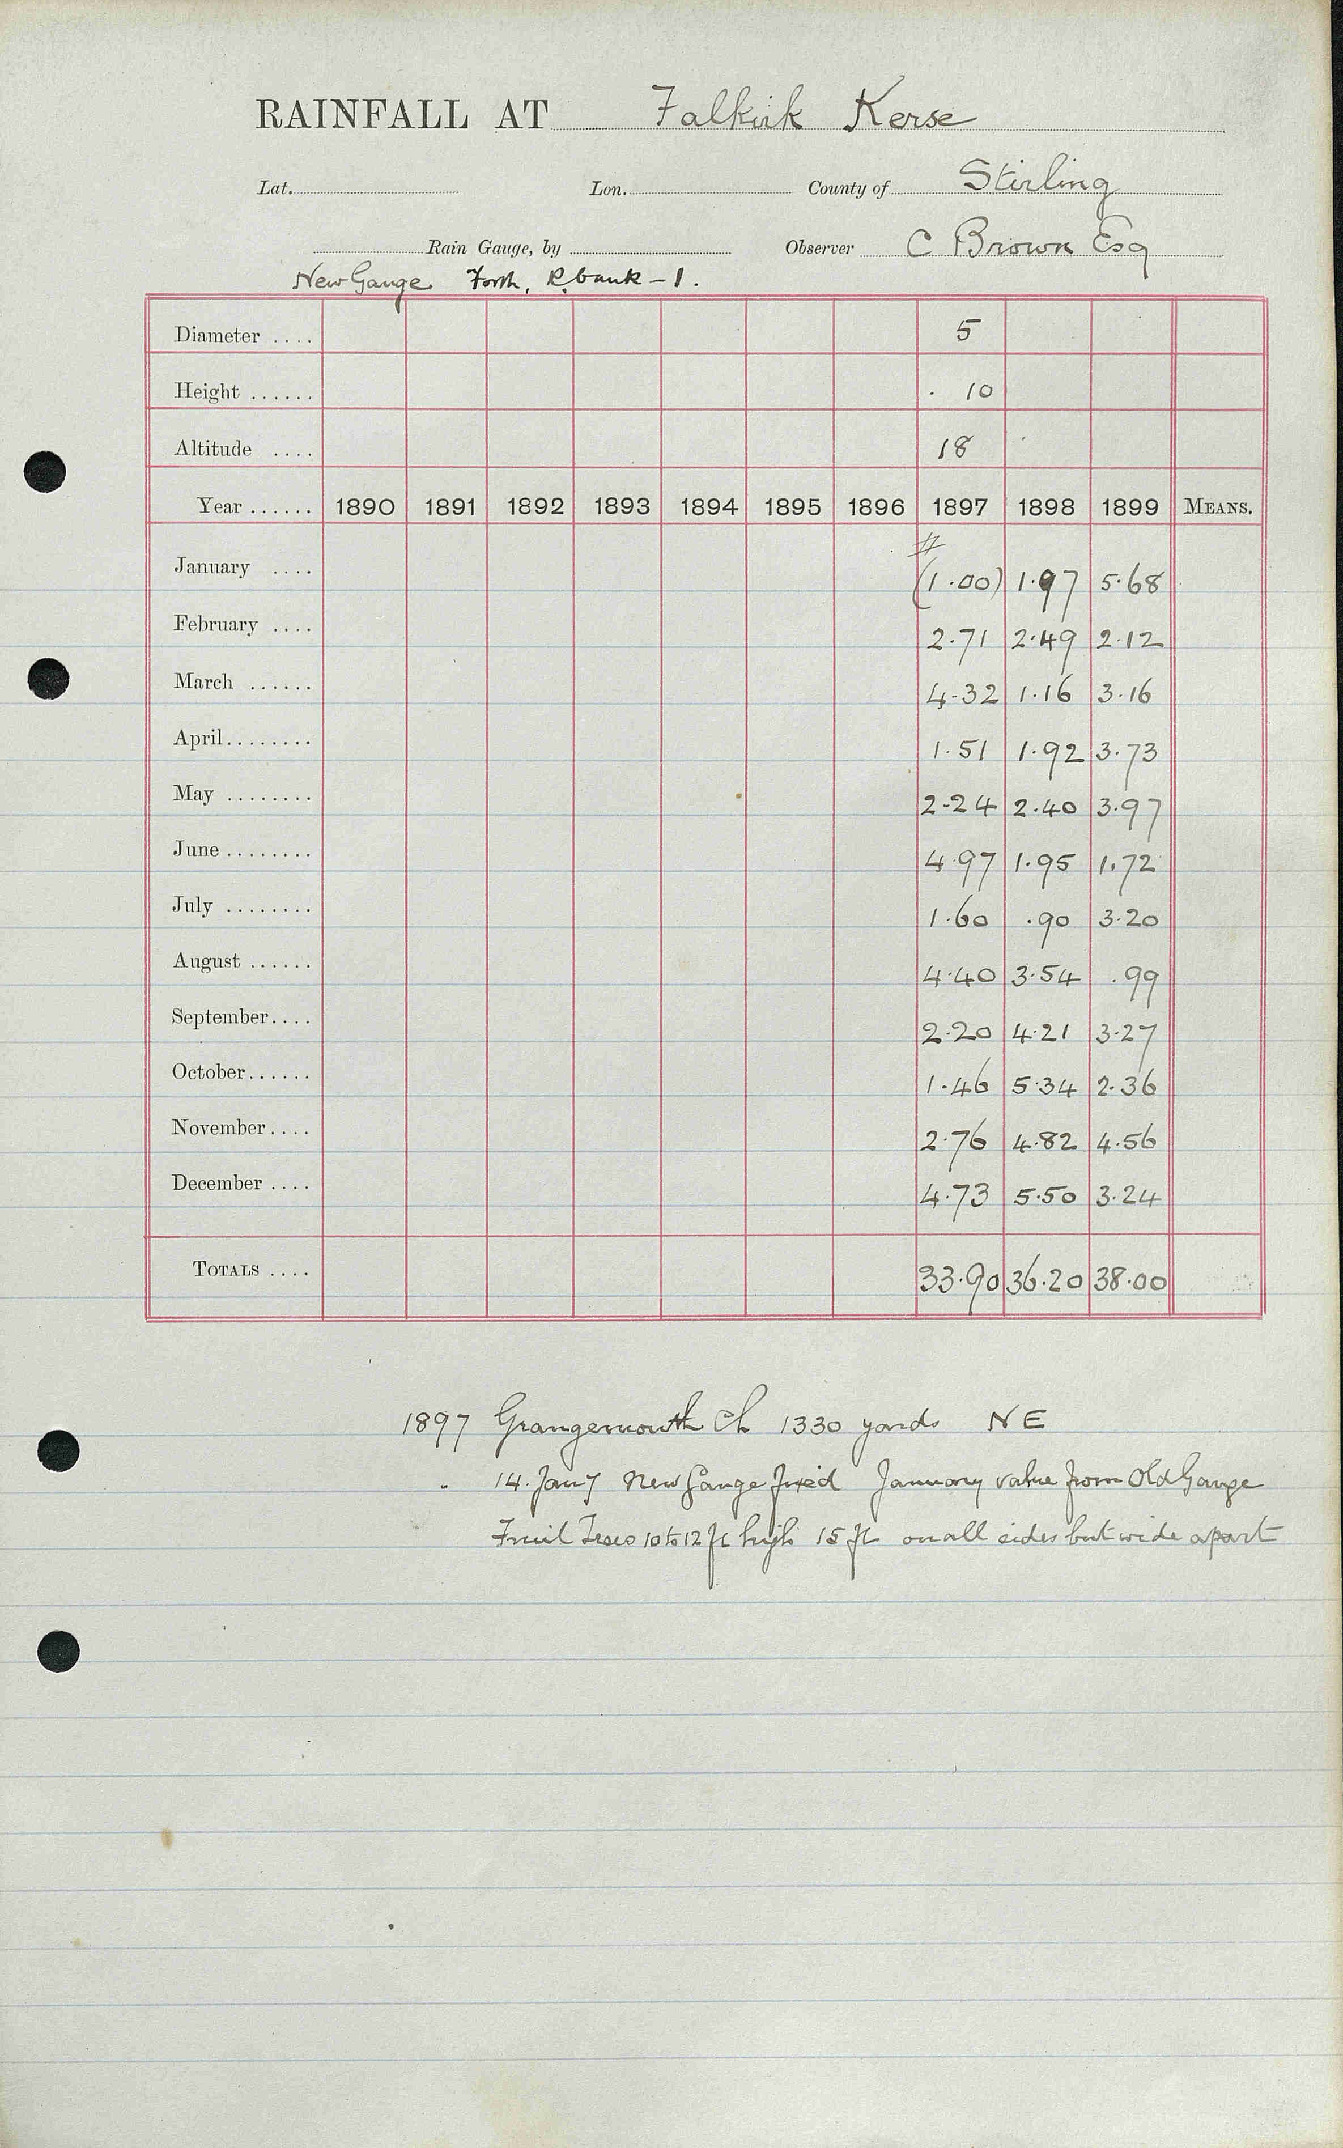 RAINFALL AT Falkirk Kerse
Lat. Lon. County of Stirling
Rain Gauge, by Observer C Brown Esq
New Gauge Forth, R. bank - 1.
Diameter .... 5
Height ...... 10
Altitude .... 18
Year ...... 1890 1891 1892 1893 1894 1895 1896 1897 1898 1899 MEANS.
#
January .... (1.00) 1.97 5.68
February .... 2.71 2.49 2.12
March ...... 4.32 1.16 3.16
April........ 1.51 1.92 3.73
May ........ 2.24 2.40 3.97
June ........ 4.97 1.95 1.72
July ........ 1.60 .90 3.20
August ...... 4.40 3.54 .99
September.... 2.20 4.21 3.27
October...... 1.46 5.34 2.36
November.... 2.76 4.82 4.56
December .... 4.73 5.50 3.24
TOTALS .... 33.90 36.20 38.00
1897 Grangemouth Ch 1330 yards NE
14. Jany New Gauge fixed January value from Old Gauge
Fruit Trees 10 to 12 ft high 15 ft on all sides but wide apart